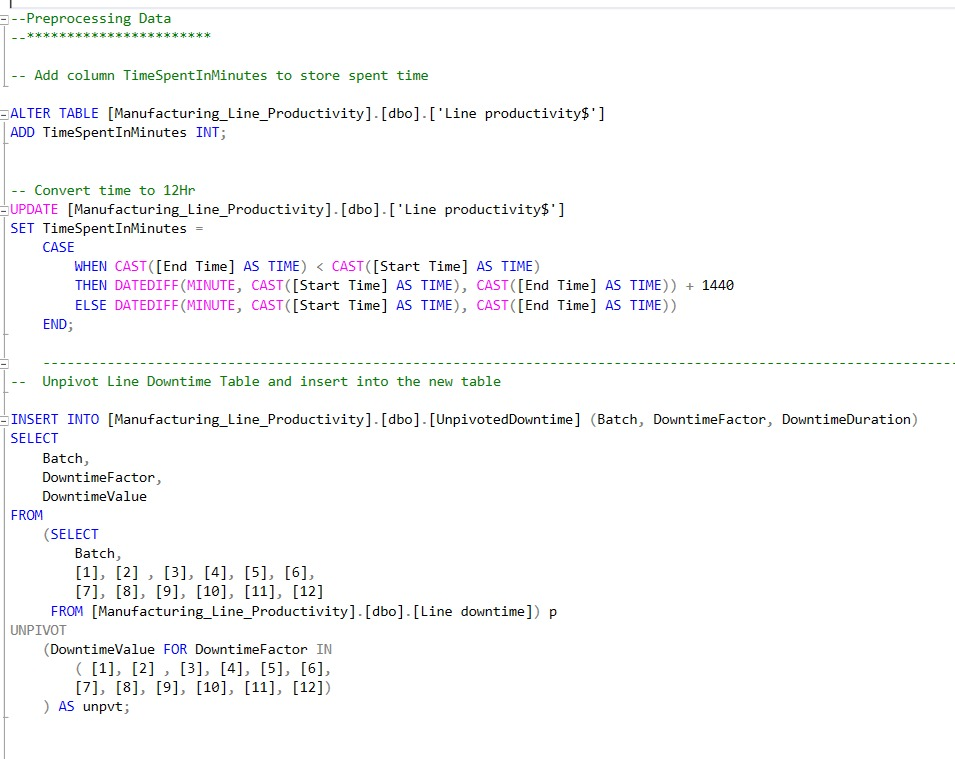 --Preprocessing Data
--***********************
-- Add column TimeSpentInMinutes to store spent time
ALTER TABLE [Manufacturing_Line_Productivity].[dbo].['Line productivity$']
ADD TimeSpentInMinutes INT;
-- Convert time to 12Hr
UPDATE [Manufacturing_Line_Productivity].[dbo].['Line productivity$']
SET TimeSpentInMinutes =
    CASE
        WHEN CAST([End Time] AS TIME) < CAST([Start Time] AS TIME)
        THEN DATEDIFF(MINUTE, CAST([Start Time] AS TIME), CAST([End Time] AS TIME)) + 1440
        ELSE DATEDIFF(MINUTE, CAST([Start Time] AS TIME), CAST([End Time] AS TIME))
    END;
    -----------------------------------------------------------------------------------------------------------------
--  Unpivot Line Downtime Table and insert into the new table
INSERT INTO [Manufacturing_Line_Productivity].[dbo].[UnpivotedDowntime] (Batch, DowntimeFactor, DowntimeDuration)
SELECT
    Batch,
    DowntimeFactor,
    DowntimeValue
FROM
    (SELECT
        Batch,
        [1], [2] , [3], [4], [5], [6],
        [7], [8], [9], [10], [11], [12]
     FROM [Manufacturing_Line_Productivity].[dbo].[Line downtime]) p
UNPIVOT
    (DowntimeValue FOR DowntimeFactor IN
        ( [1], [2] , [3], [4], [5], [6],
        [7], [8], [9], [10], [11], [12])
    ) AS unpvt;